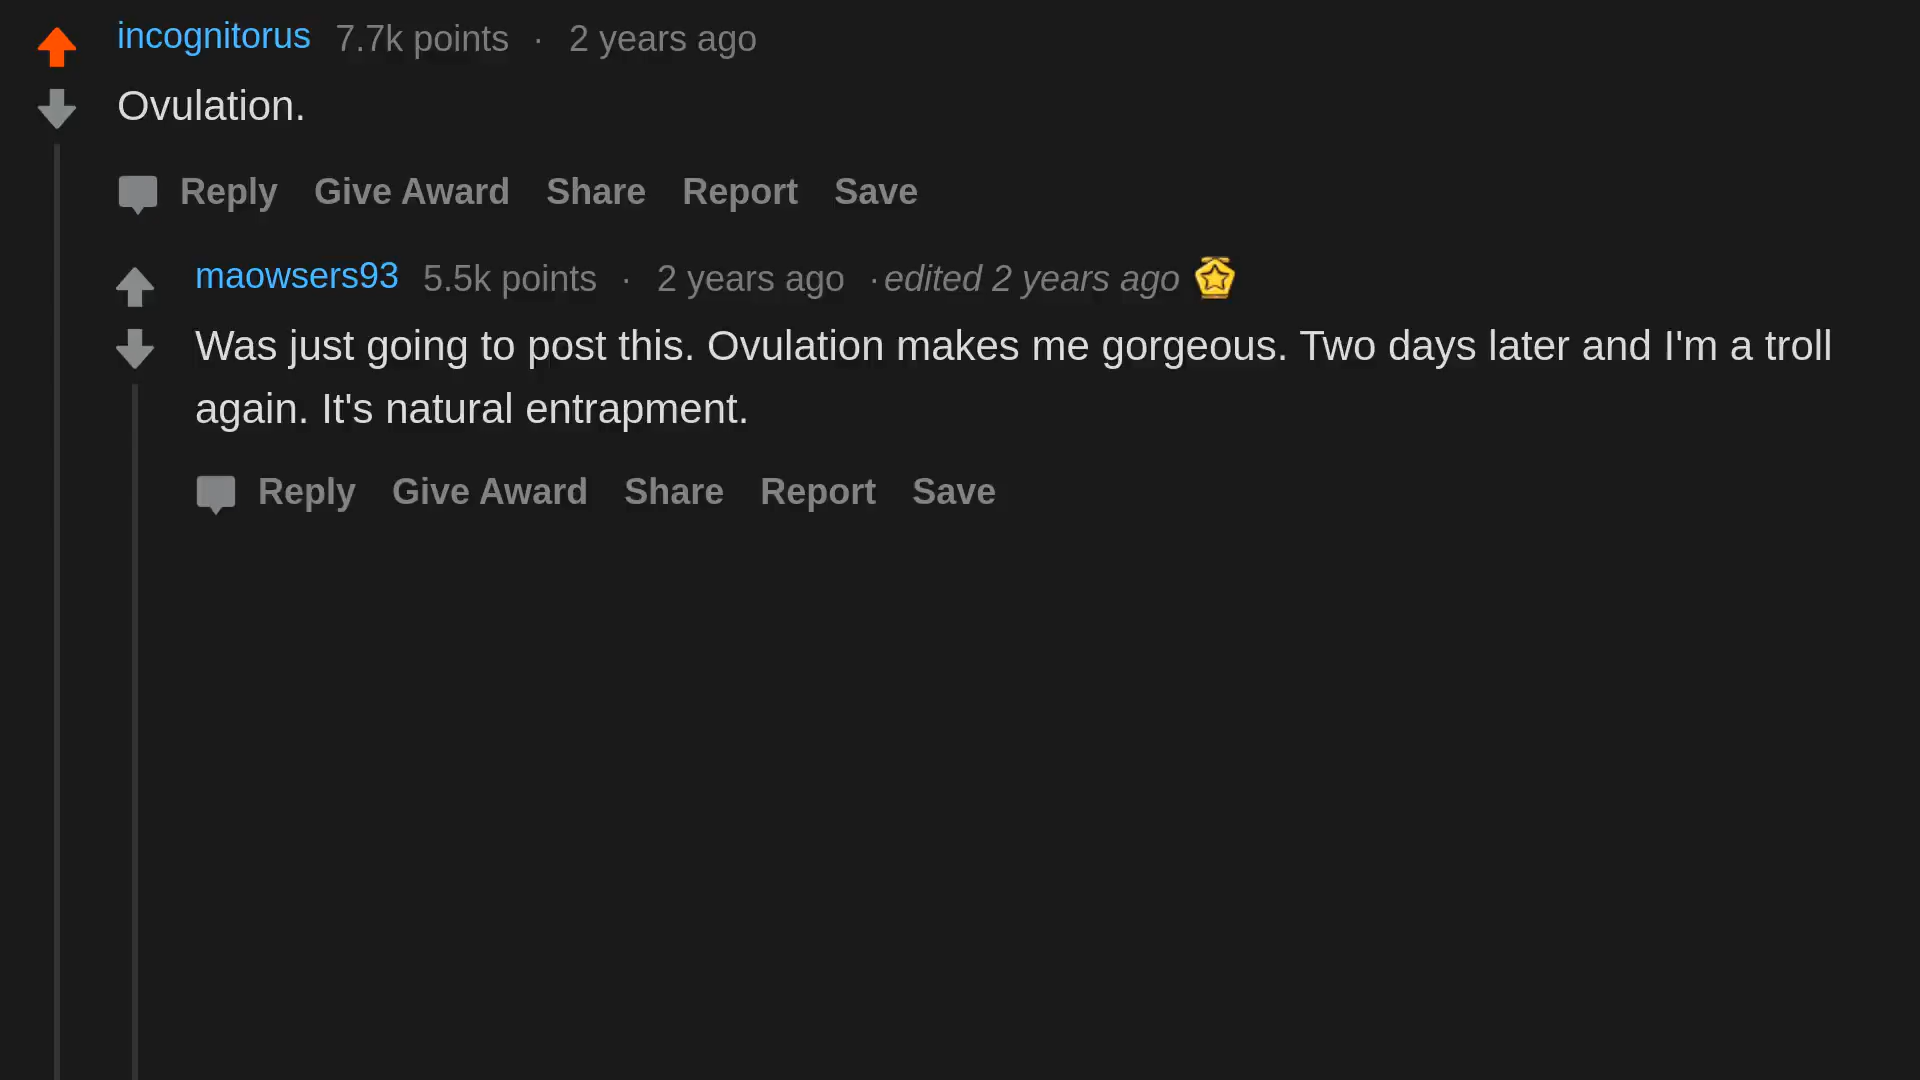 incognitorus 7.7k points · 2 years ago
Ovulation.
Reply Give Award Share Report Save
maowsers93 5.5k points · 2 years ago ·edited 2 years ago
Was just going to post this. Ovulation makes me gorgeous. Two days later and I'm a troll
again. It's natural entrapment.
Reply Give Award Share Report Save